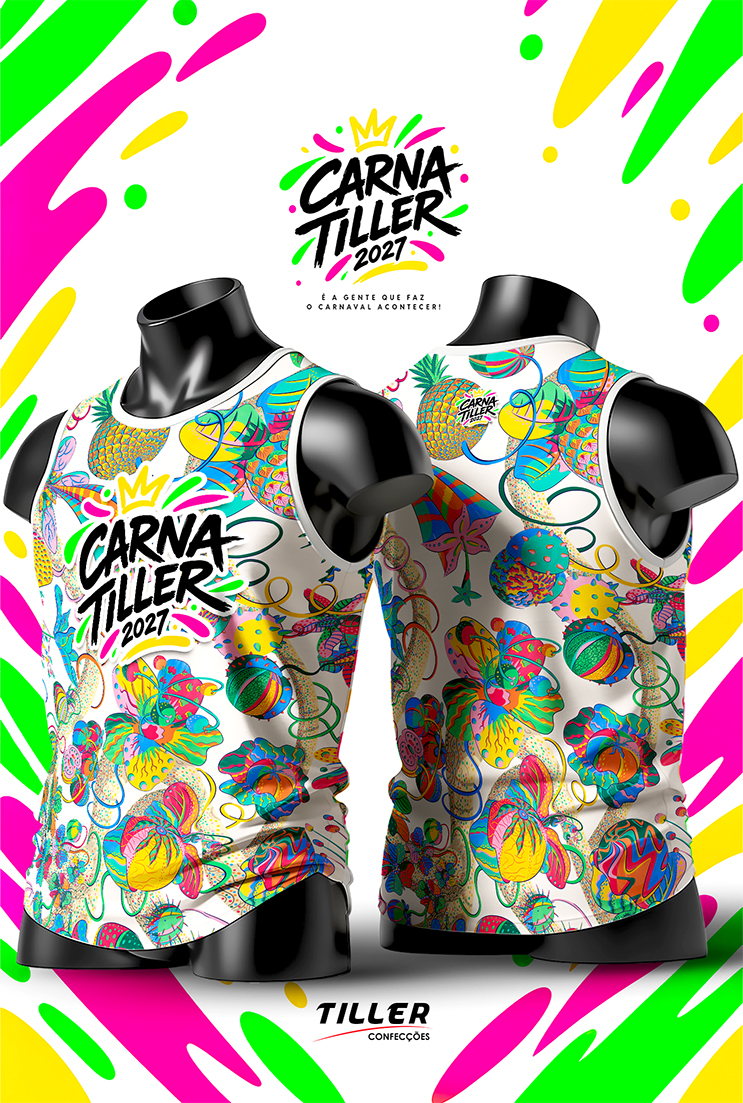 CARNA
TILLER
2027
É A GENTE QUE FAZ
O CARNAVAL ACONTECER!
CARNA
TILLER
2027
CARNA
TILLER
2027
TILLER
CONFECÇÕES